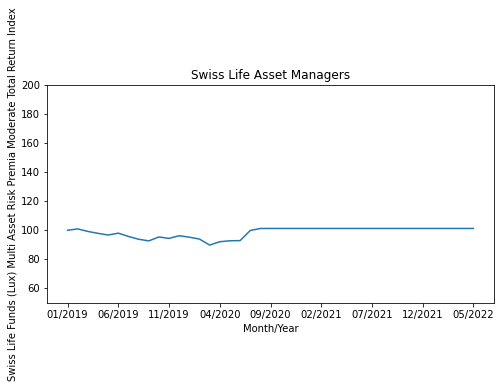 Swiss Life Asset Managers
Swiss Life Funds (Lux) Multi Asset Risk Premia Moderate Total Return Index
200
180
160
140
120
100
80
60
01/2019 06/2019 11/2019 04/2020 09/2020 02/2021 07/2021 12/2021 05/2022
Month/Year